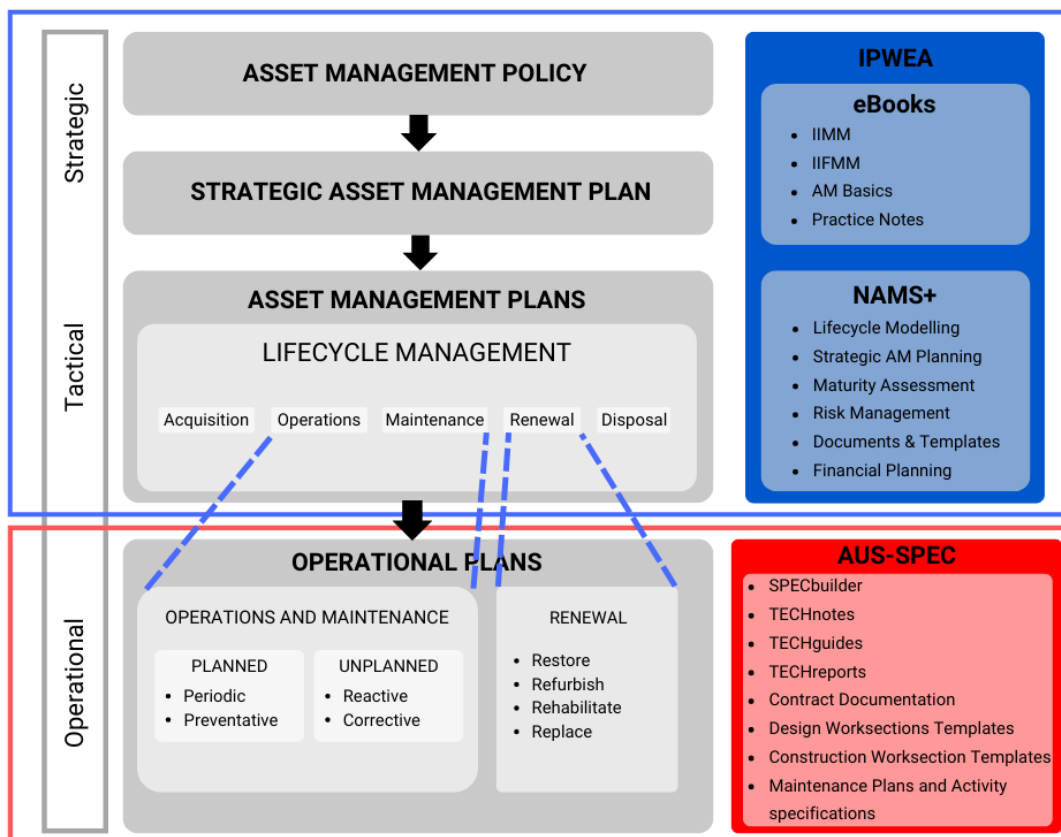 Strategic
Tactical
Operational
ASSET MANAGEMENT POLICY
STRATEGIC ASSET MANAGEMENT PLAN
ASSET MANAGEMENT PLANS
LIFECYCLE MANAGEMENT
Acquisition Operations Maintenance Renewal Disposal
OPERATIONAL PLANS
OPERATIONS AND MAINTENANCE
PLANNED
• Periodic
• Preventative
UNPLANNED
• Reactive
• Corrective
RENEWAL
• Restore
• Refurbish
• Rehabilitate
• Replace
IPWEA
eBooks
• IIMM
• IIFMM
• AM Basics
• Practice Notes
NAMS+
• Lifecycle Modelling
• Strategic AM Planning
• Maturity Assessment
• Risk Management
• Documents & Templates
• Financial Planning
AUS-SPEC
• SPECbuilder
• TECHnotes
• TECHguides
• TECHreports
• Contract Documentation
• Design Worksections Templates
• Construction Worksection Templates
• Maintenance Plans and Activity
specifications